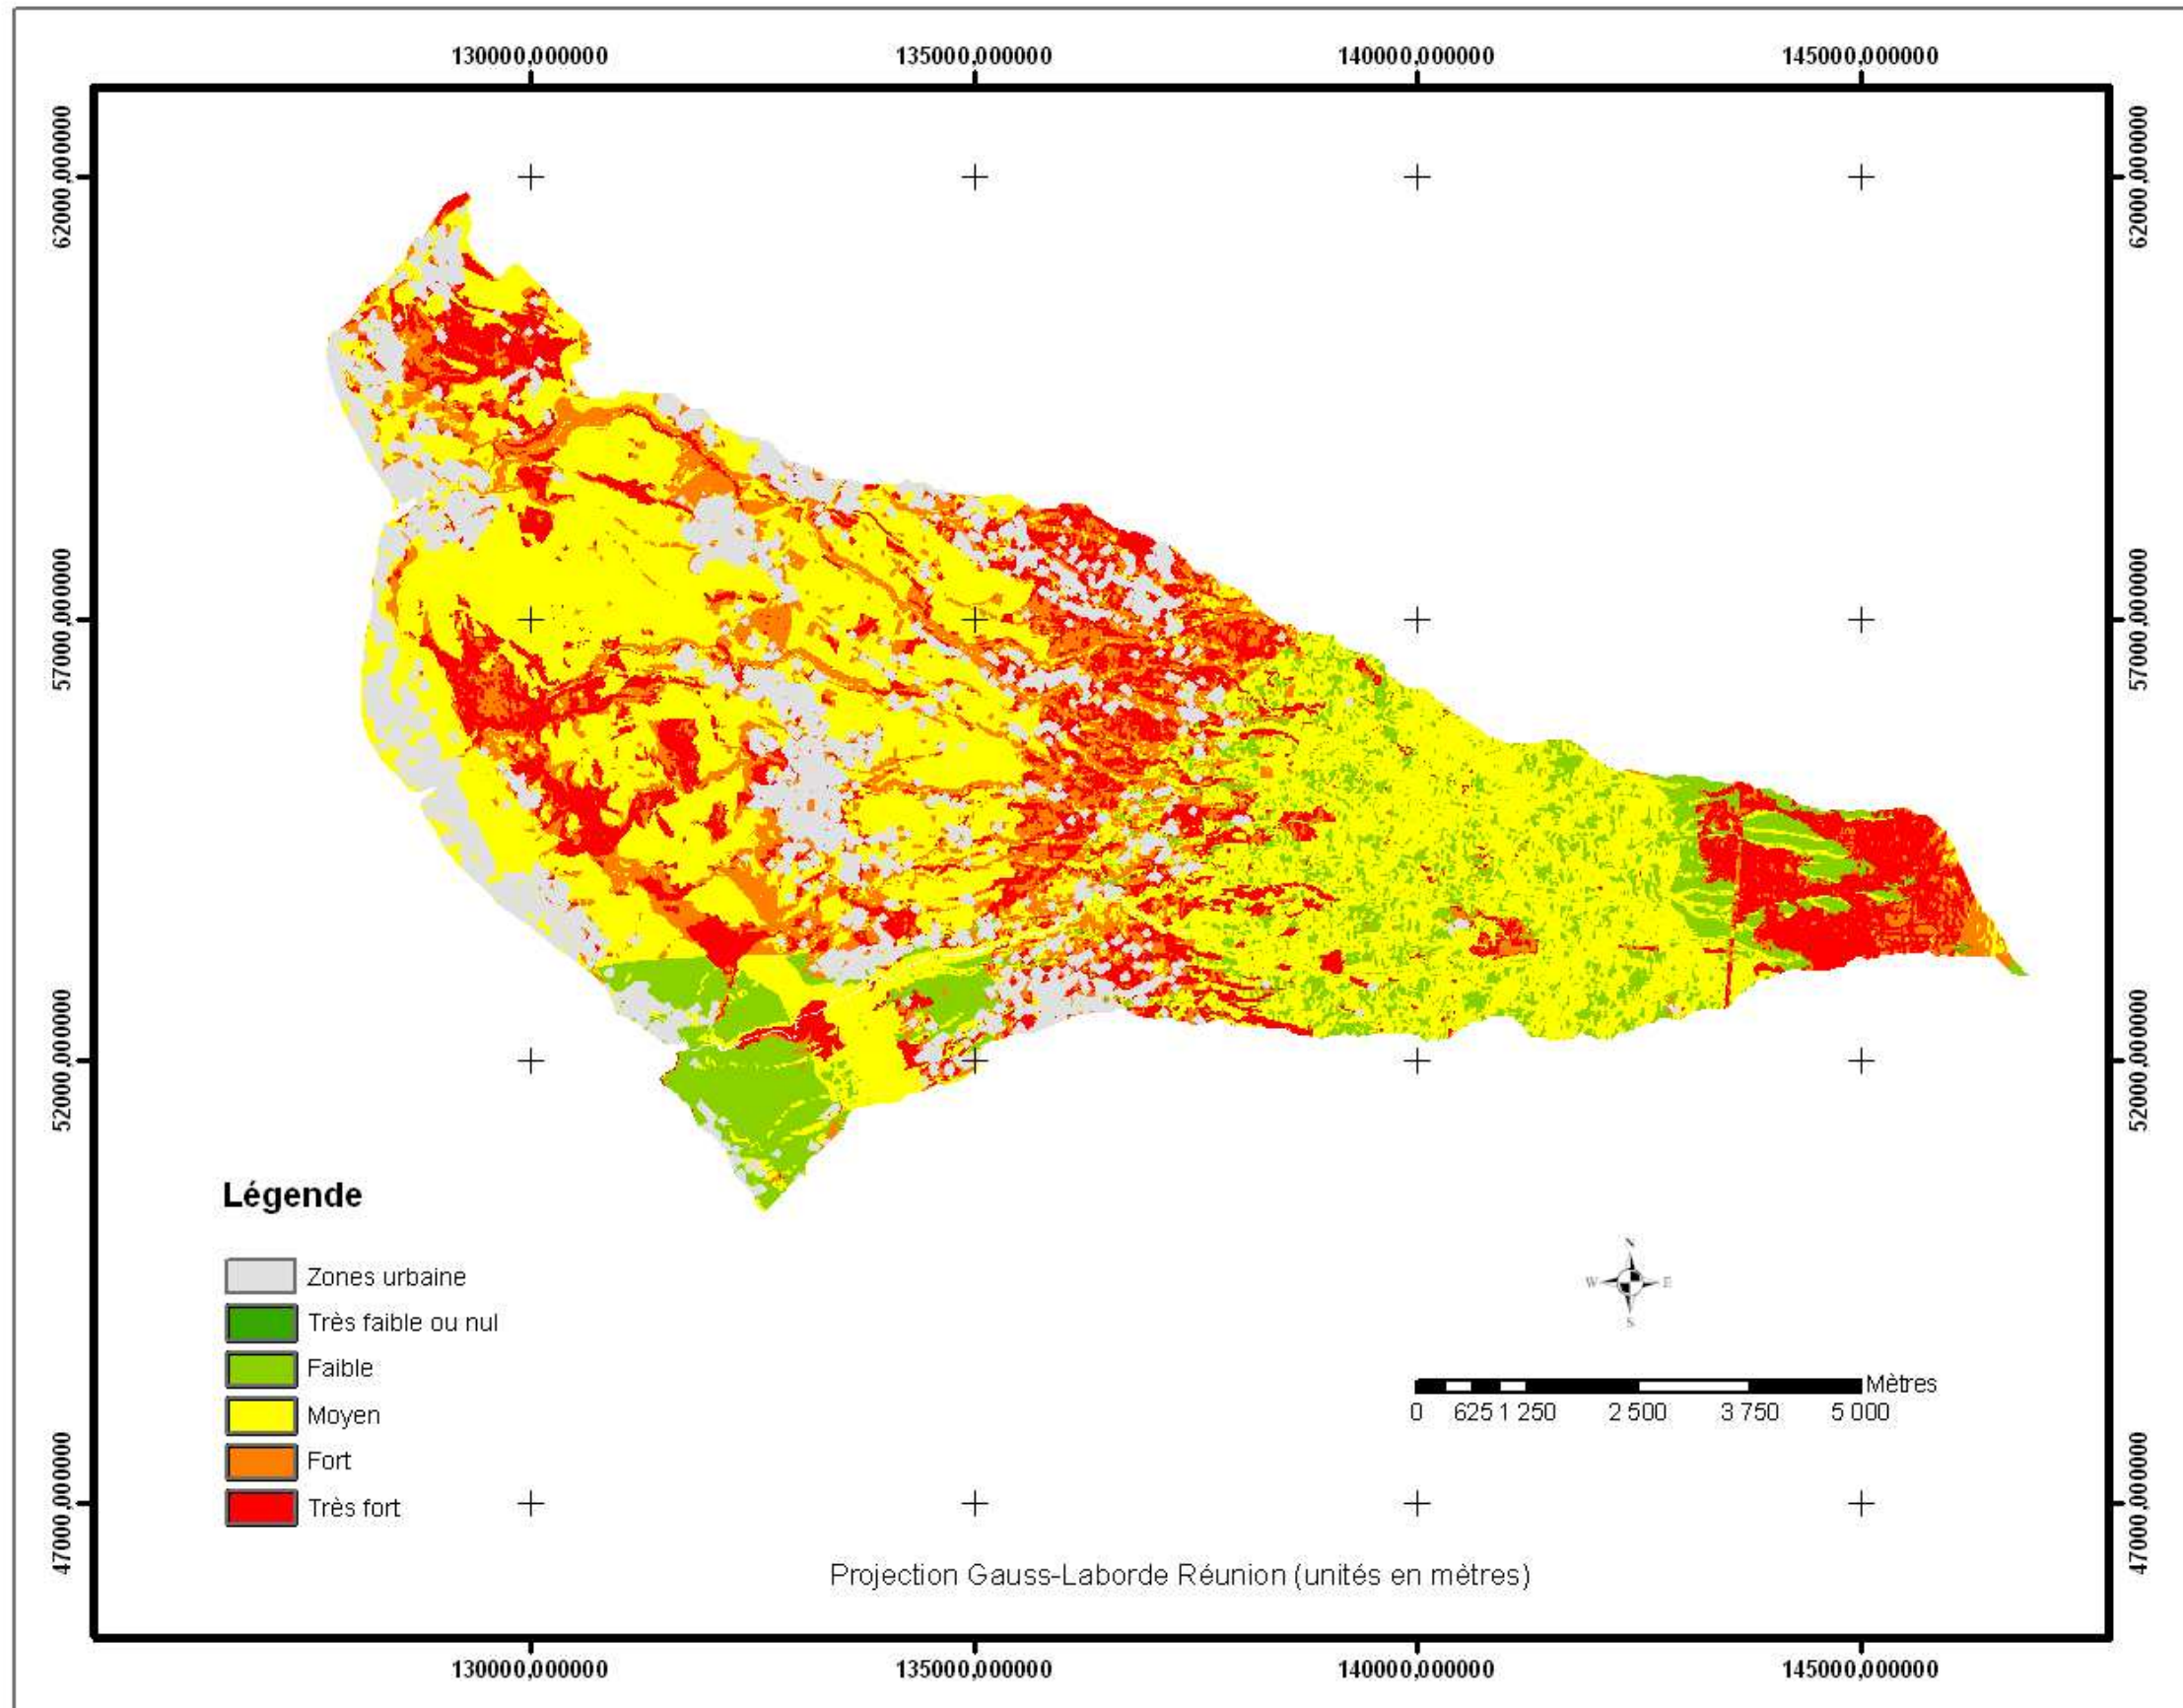 130000,000000 135000,000000 140000,000000 145000,000000
62000,000000 62000,000000
57000,000000 57000,000000
52000,000000 52000,000000
47000,000000 47000,000000
Légende
Zones urbaine
Très faible ou nul
Faible
Moyen
Fort
Très fort
N
W E
S
Mètres
0 625 1 250 2 500 3 750 5 000
Projection Gauss-Laborde Réunion (unités en mètres)
130000,000000 135000,000000 140000,000000 145000,000000